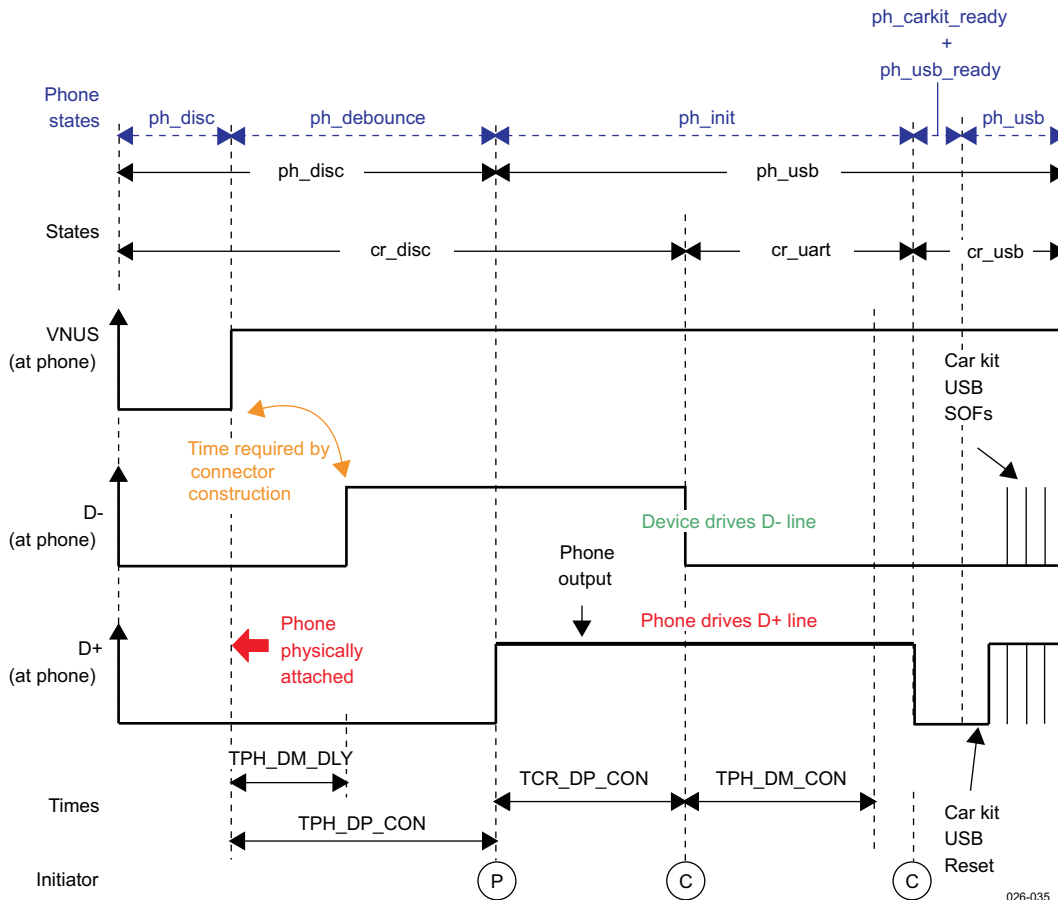 ph_carkit_ready
+
ph_usb_ready
Phone
states
ph_disc
ph_debounce
ph_init
ph_usb
ph_disc
ph_usb
States
cr_disc
cr_uart
cr_usb
VNUS
(at phone)
Car kit
USB
SOFs
Time required by
connector
construction
D-
(at phone)
Device drives D- line
Phone
output
Phone drives D+ line
D+
(at phone)
Phone
physically
attached
TPH_DM_DLY
TCR_DP_CON
TPH_DM_CON
Times
TPH_DP_CON
Car kit
USB
Reset
Initiator
P
C
C
026-035